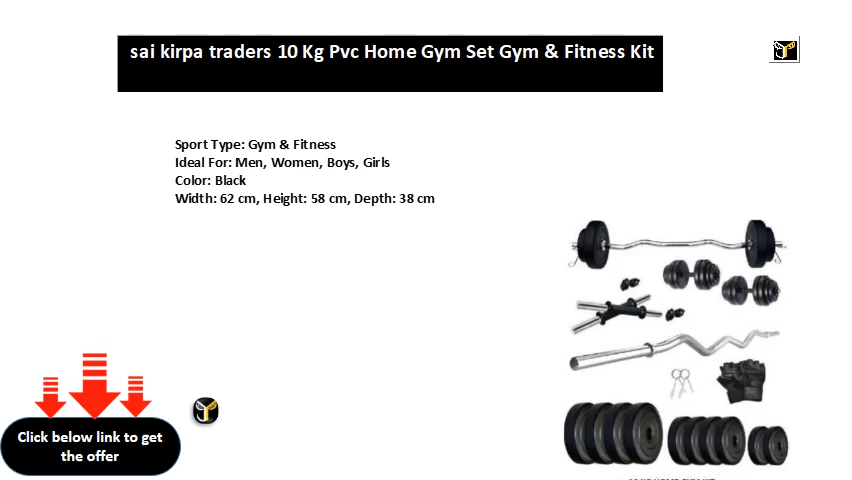 sai kirpa traders 10 Kg Pvc Home Gym Set Gym & Fitness Kit
Sport Type: Gym & Fitness
Ideal For: Men, Women, Boys, Girls
Color: Black
Width: 62 cm, Height: 58 cm, Depth: 38 cm
Click below link to get
the offer